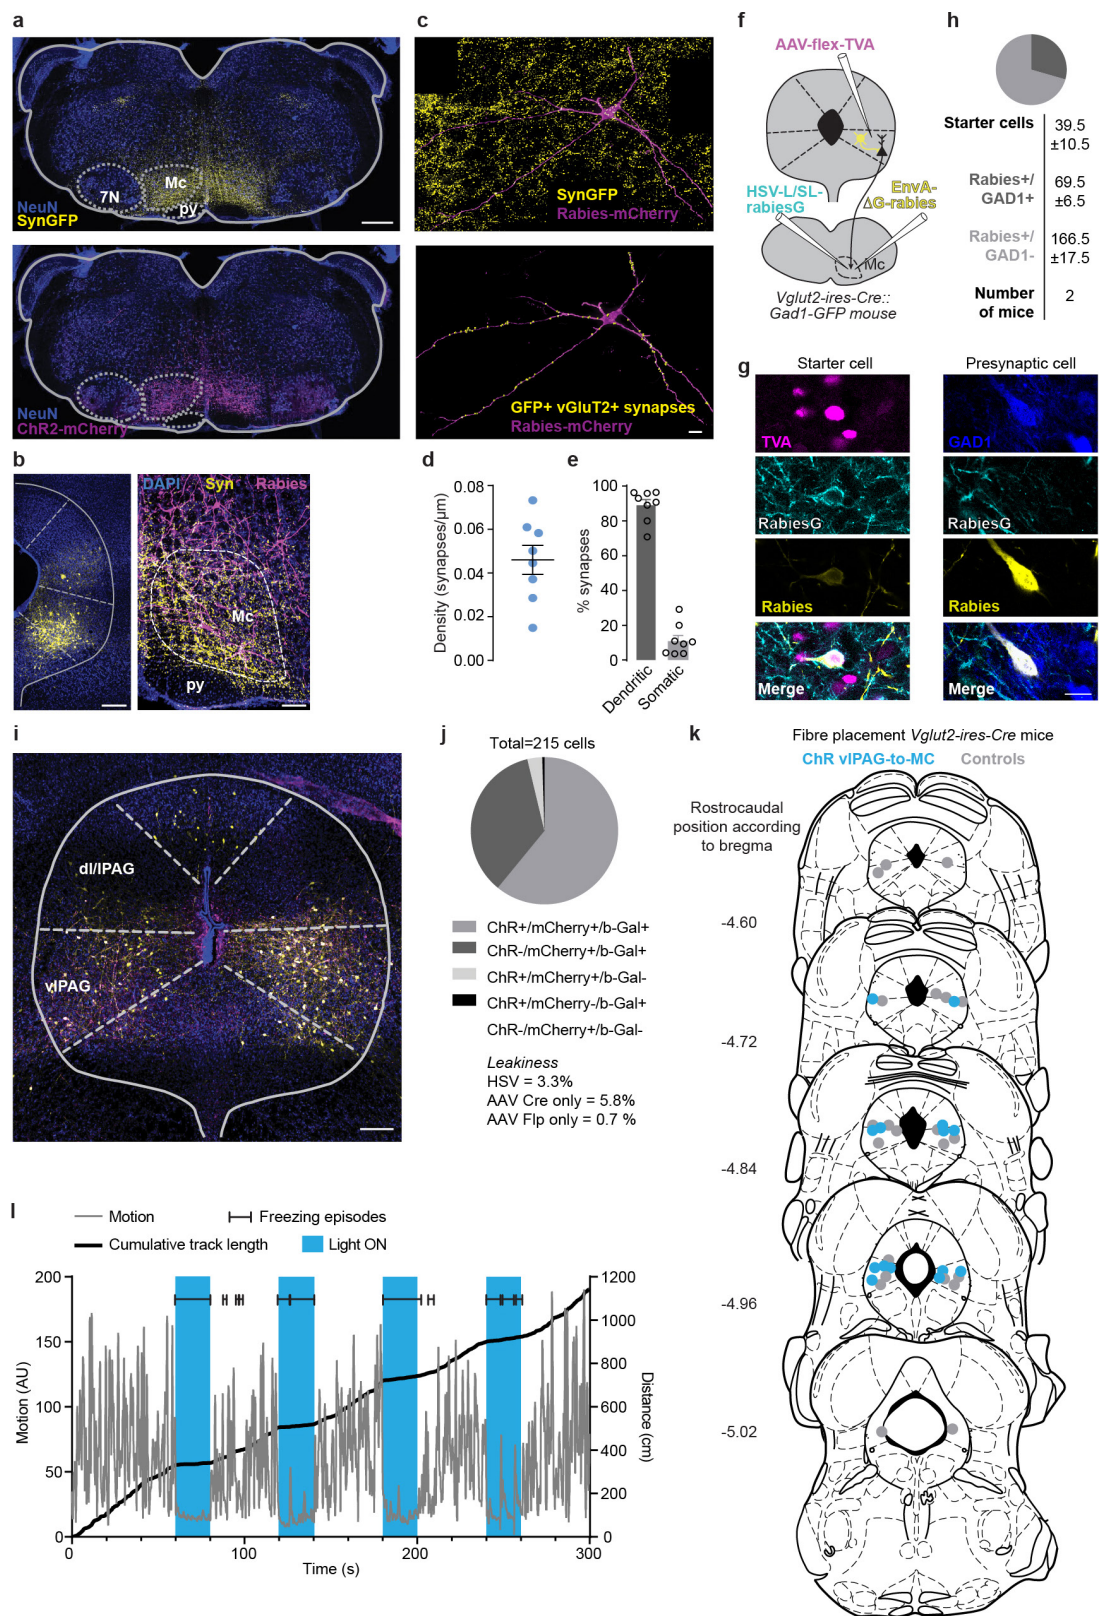 a
7N
Mc
py
NeuN
SynGFP
NeuN
ChR2-mCherry
b
DAPI
Syn
Rabies
Mc
py
c
SynGFP
Rabies-mCherry
GFP+ vGluT2+ synapses
Rabies-mCherry
d
Density (synapses/μm)
0.08
0.06
0.04
0.02
0.00
e
% synapses
100
80
60
40
20
0
Dendritic
Somatic
f
AAV-flex-TVA
HSV-L/SL-
rabiesG
EnvA-
ΔG-rabies
Mc
Vglut2-ires-Cre::
Gad1-GFP mouse
h
Starter cells
39.5
±10.5
Rabies+/
GAD1+
69.5
±6.5
Rabies+/
GAD1-
166.5
±17.5
Number
of mice
2
g
Starter cell
Presynaptic cell
TVA
GAD1
RabiesG
RabiesG
Rabies
Rabies
Merge
Merge
i
dl/lPAG
vlPAG
j
Total=215 cells
ChR+/mCherry+/b-Gal+
ChR-/mCherry+/b-Gal+
ChR+/mCherry+/b-Gal-
ChR+/mCherry-/b-Gal+
ChR-/mCherry+/b-Gal-
Leakiness
HSV = 3.3%
AAV Cre only = 5.8%
AAV Flp only = 0.7 %
k
Fibre placement Vglut2-ires-Cre mice
ChR vlPAG-to-MC
Controls
Rostrocaudal
position according
to bregma
-4.60
-4.72
-4.84
-4.96
-5.02
l
Motion
Freezing episodes
Cumulative track length
Light ON
Motion (AU)
200
150
100
50
0
Distance (cm)
1200
1000
800
600
400
200
0
0
100
200
300
Time (s)